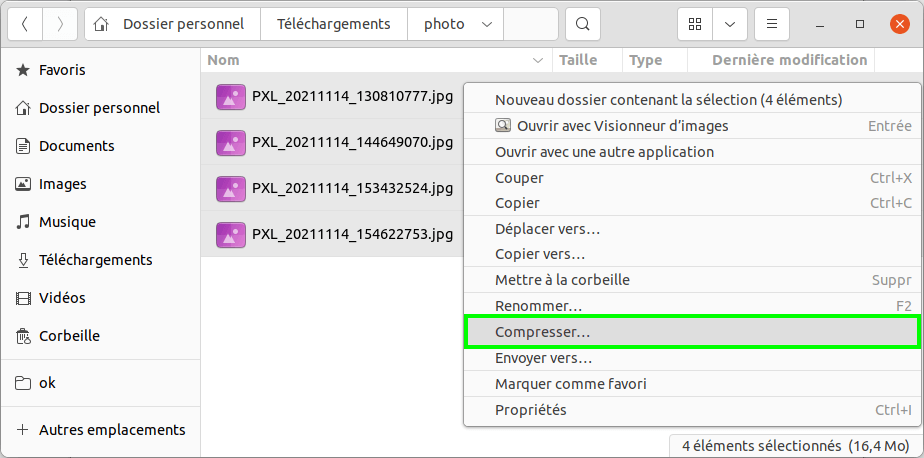 Dossier personnel Téléchargements photo
Nom Taille Type Dernière modification
Favoris
Dossier personnel
Documents
Images
Musique
Téléchargements
Vidéos
Corbeille
ok
Autres emplacements
PXL_20211114_130810777.jpg
PXL_20211114_144649070.jpg
PXL_20211114_153432524.jpg
PXL_20211114_154622753.jpg
Nouveau dossier contenant la sélection (4 éléments)
Ouvrir avec Visionneur d’images Entrée
Ouvrir avec une autre application
Couper Ctrl+X
Copier Ctrl+C
Déplacer vers…
Copier vers…
Mettre à la corbeille Suppr
Renommer… F2
Compresser…
Envoyer vers…
Marquer comme favori
Propriétés Ctrl+I
4 éléments sélectionnés (16,4 Mo)